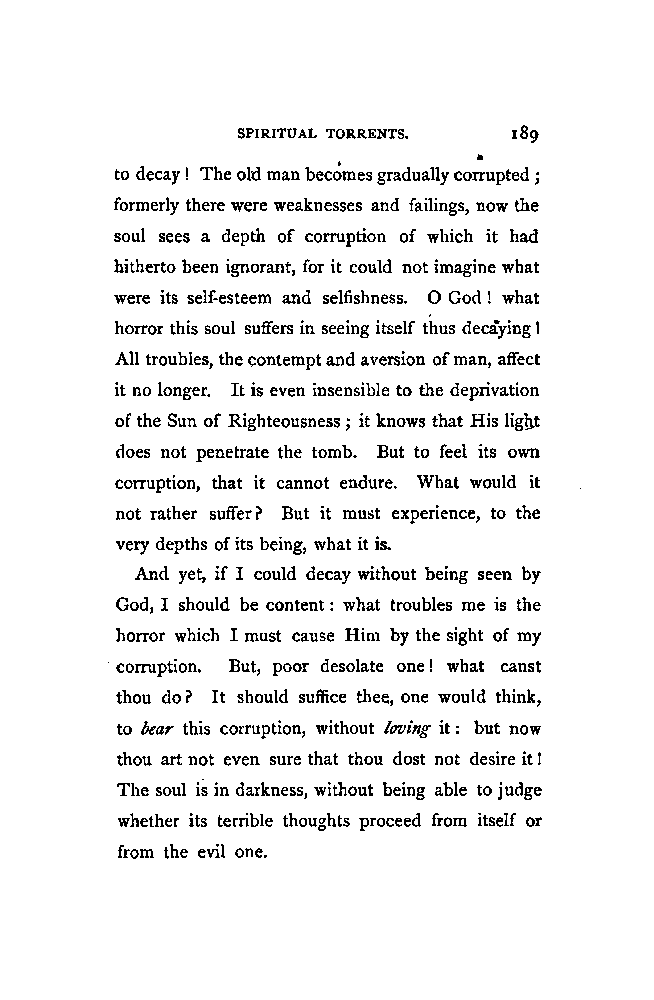 SPIRITUAL TORRENTS. 189
to decay! The old man becomes gradually corrupted;
formerly there were weaknesses and failings, now the
soul sees a depth of corruption of which it had
hitherto been ignorant, for it could not imagine what
were its self-esteem and selfishness. O God! what
horror this soul suffers in seeing itself thus decaying!
All troubles, the contempt and aversion of man, affect
it no longer. It is even insensible to the deprivation
of the Sun of Righteousness; it knows that His light
does not penetrate the tomb. But to feel its own
corruption, that it cannot endure. What would it
not rather suffer? But it must experience, to the
very depths of its being, what it is.
And yet, if I could decay without being seen by
God, I should be content: what troubles me is the
horror which I must cause Him by the sight of my
corruption. But, poor desolate one! what canst
thou do? It should suffice thee, one would think,
to bear this corruption, without loving it: but now
thou art not even sure that thou dost not desire it!
The soul is in darkness, without being able to judge
whether its terrible thoughts proceed from itself or
from the evil one.